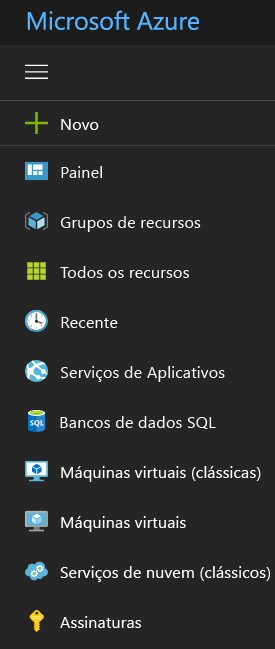 Microsoft Azure
Novo
Painel
Grupos de recursos
Todos os recursos
Recente
Serviços de Aplicativos
SQL Bancos de dados SQL
Máquinas virtuais (clássicas)
Máquinas virtuais
Serviços de nuvem (clássicos)
Assinaturas